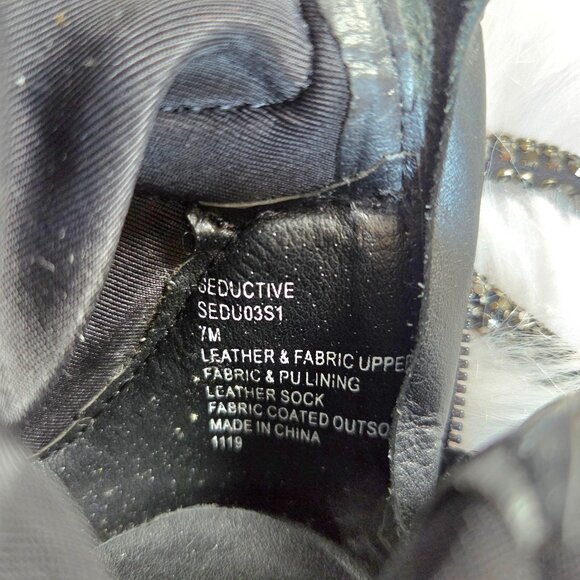 SEDUCTIVE
SEDU03S1
7M
LEATHER & FABRIC UPPE
FABRIC & PU LINING
LEATHER SOCK
FABRIC COATED OUTSO
MADE IN CHINA
1119